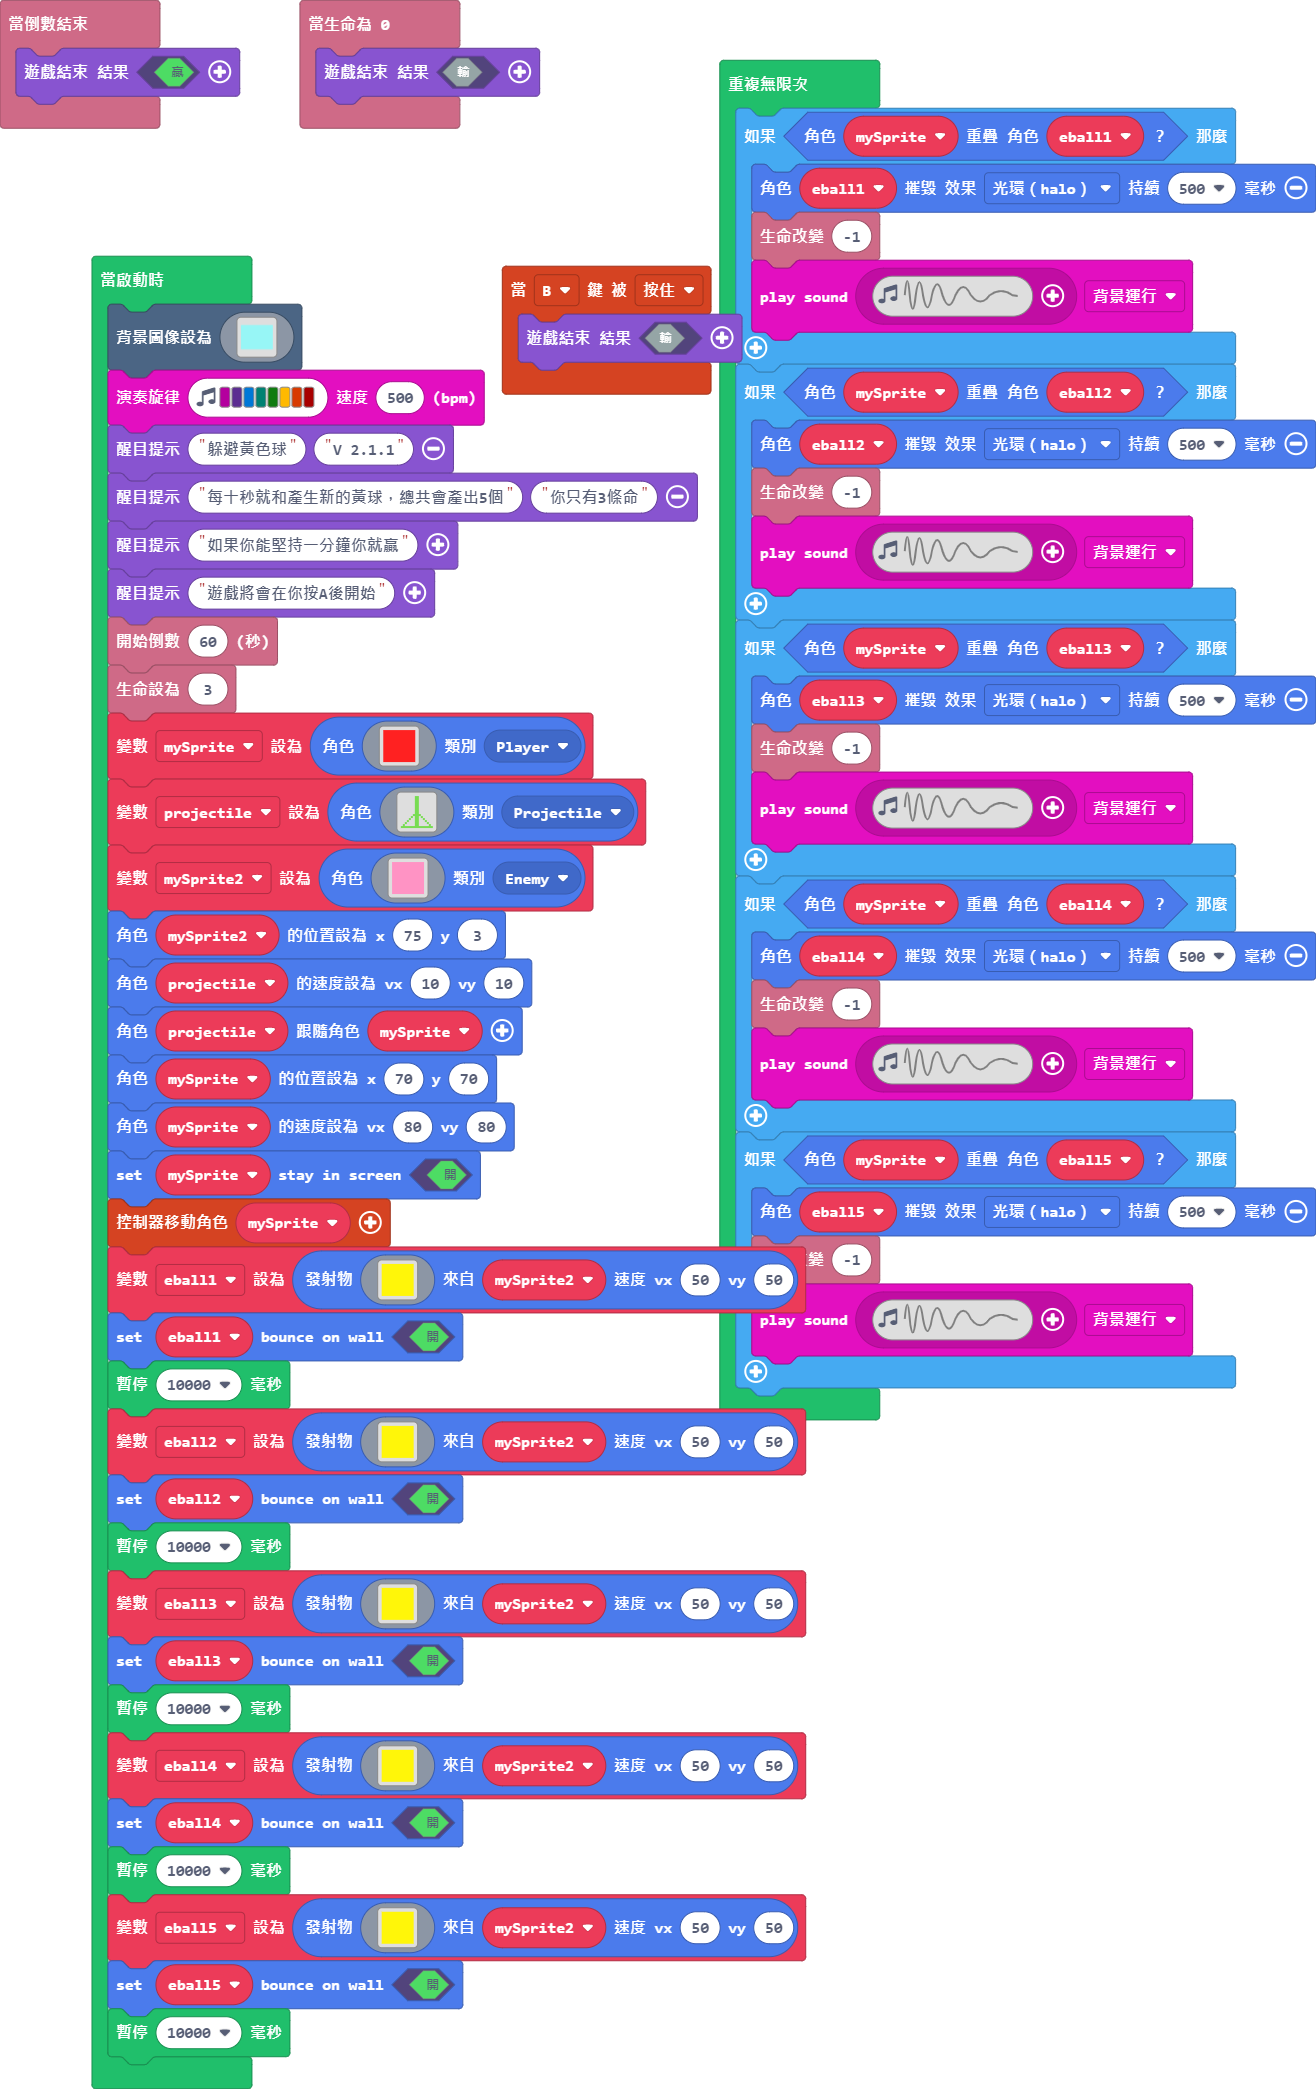 當倒數結束
遊戲結束 結果 贏
當生命為 0
遊戲結束 結果 輸
當啟動時
背景圖像設為
演奏旋律 速度 500 (bpm)
醒目提示 "躲避黃色球" "V 2.1.1"
醒目提示 "每十秒就和產生新的黃球，總共會產出5個" "你只有3條命"
醒目提示 "如果你能堅持一分鐘你就贏"
醒目提示 "遊戲將會在你按A後開始"
開始倒數 60 (秒)
生命設為 3
變數 mySprite 設為 角色 類別 Player
變數 projectile 設為 角色 類別 Projectile
變數 mySprite2 設為 角色 類別 Enemy
角色 mySprite2 的位置設為 x 75 y 3
角色 projectile 的速度設為 vx 10 vy 10
角色 projectile 跟隨角色 mySprite
角色 mySprite 的位置設為 x 70 y 70
角色 mySprite 的速度設為 vx 80 vy 80
set mySprite stay in screen 開
控制器移動角色 mySprite
變數 eball1 設為 發射物 來自 mySprite2 速度 vx 50 vy 50
set eball1 bounce on wall 開
暫停 10000 毫秒
變數 eball2 設為 發射物 來自 mySprite2 速度 vx 50 vy 50
set eball2 bounce on wall 開
暫停 10000 毫秒
變數 eball3 設為 發射物 來自 mySprite2 速度 vx 50 vy 50
set eball3 bounce on wall 開
暫停 10000 毫秒
變數 eball4 設為 發射物 來自 mySprite2 速度 vx 50 vy 50
set eball4 bounce on wall 開
暫停 10000 毫秒
變數 eball5 設為 發射物 來自 mySprite2 速度 vx 50 vy 50
set eball5 bounce on wall 開
暫停 10000 毫秒
當 B 鍵 被 按住
遊戲結束 結果 輸
重複無限次
如果 角色 mySprite 重疊 角色 eball1 ? 那麼
角色 eball1 摧毀 效果 光環 (halo) 持續 500 毫秒
生命改變 -1
play sound 背景運行
如果 角色 mySprite 重疊 角色 eball2 ? 那麼
角色 eball2 摧毀 效果 光環 (halo) 持續 500 毫秒
生命改變 -1
play sound 背景運行
如果 角色 mySprite 重疊 角色 eball3 ? 那麼
角色 eball3 摧毀 效果 光環 (halo) 持續 500 毫秒
生命改變 -1
play sound 背景運行
如果 角色 mySprite 重疊 角色 eball4 ? 那麼
角色 eball4 摧毀 效果 光環 (halo) 持續 500 毫秒
生命改變 -1
play sound 背景運行
如果 角色 mySprite 重疊 角色 eball5 ? 那麼
角色 eball5 摧毀 效果 光環 (halo) 持續 500 毫秒
變 -1
play sound 背景運行